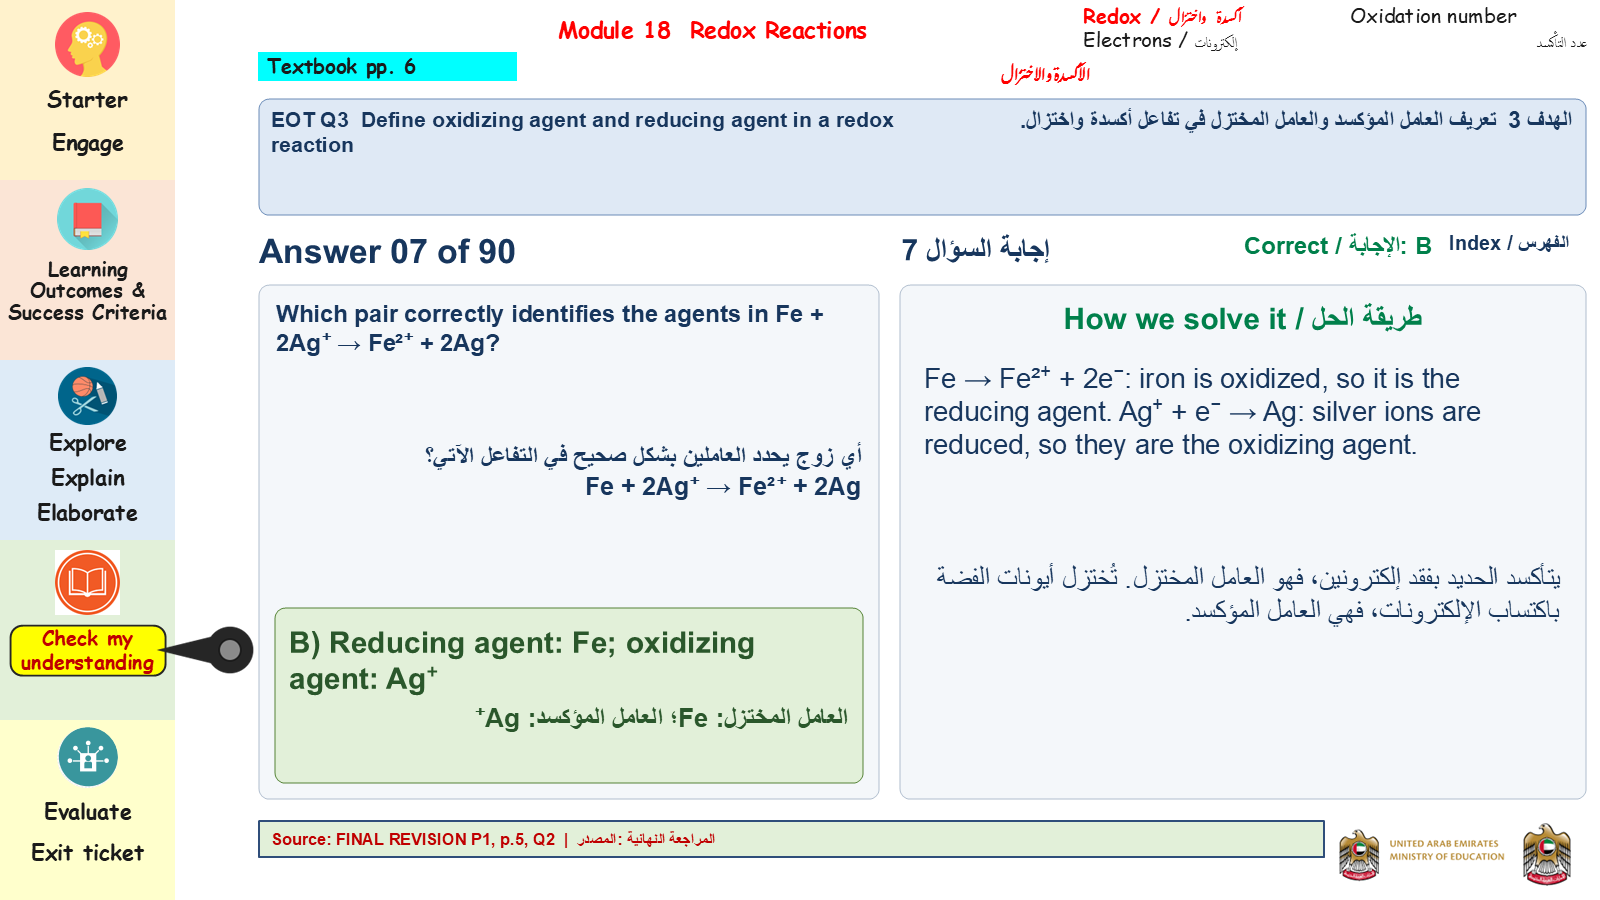 Starter
Engage
Learning
Outcomes &
Success Criteria
Explore
Explain
Elaborate
Check my
understanding
Evaluate
Exit ticket
Module 18 Redox Reactions
Redox / أكسدة واختزال
Electrons / إلكترونات
Oxidation number
عدد التأكسد
Textbook pp. 6
الأكسدة والاختزال
EOT Q3 Define oxidizing agent and reducing agent in a redox
reaction
الهدف 3 تعريف العامل المؤكسد والعامل المختزل في تفاعل أكسدة واختزال.
Answer 07 of 90
إجابة السؤال 7
Correct / الإجابة: B
Index / الفهرس
Which pair correctly identifies the agents in Fe +
2Ag⁺ → Fe²⁺ + 2Ag?
أي زوج يحدد العاملين بشكل صحيح في التفاعل الآتي؟
Fe + 2Ag⁺ → Fe²⁺ + 2Ag
B) Reducing agent: Fe; oxidizing
agent: Ag⁺
العامل المختزل: Fe؛ العامل المؤكسد: Ag⁺
How we solve it / طريقة الحل
Fe → Fe²⁺ + 2e⁻: iron is oxidized, so it is the
reducing agent. Ag⁺ + e⁻ → Ag: silver ions are
reduced, so they are the oxidizing agent.
يتأكسد الحديد بفقد إلكترونين، فهو العامل المختزل. تُختزل أيونات الفضة
باكتساب الإلكترونات، فهي العامل المؤكسد.
Source: FINAL REVISION P1, p.5, Q2 | المراجعة النهائية :المصدر
UNITED ARAB EMIRATES
MINISTRY OF EDUCATION